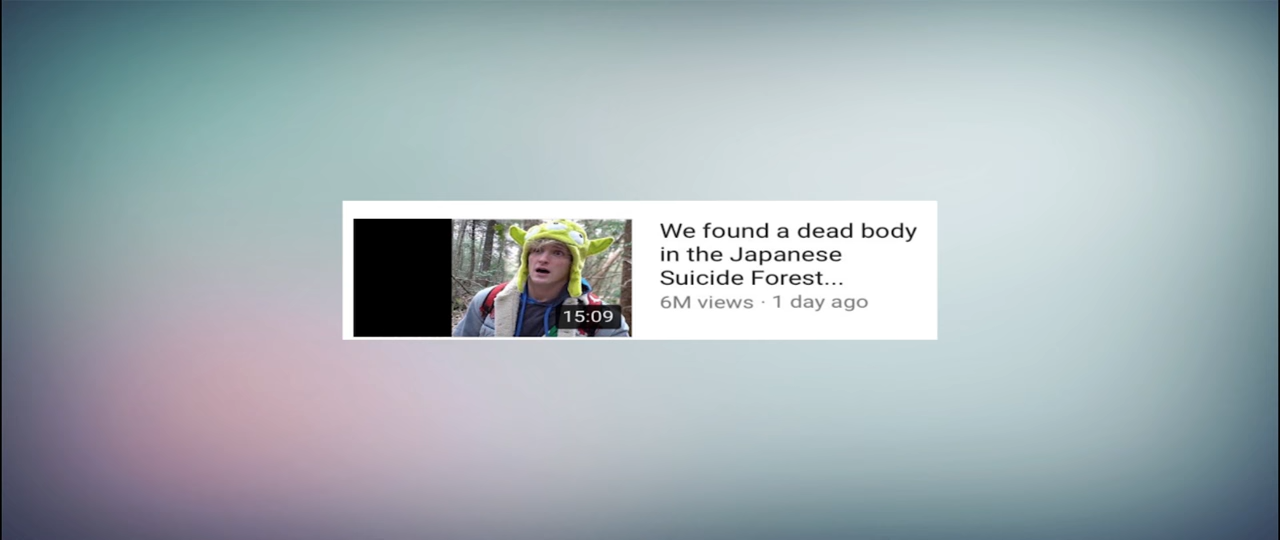 We found a dead body
in the Japanese
Suicide Forest...
6M views · 1 day ago
15:09